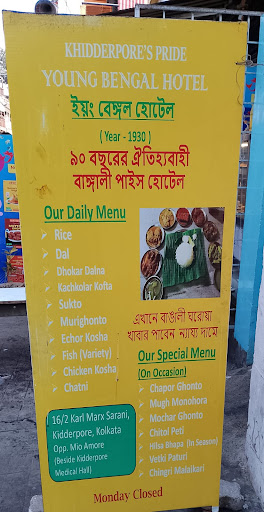 KHIDDERPORE'S PRIDE
YOUNG BENGAL HOTEL
ইয়ং বেঙ্গল হোটেল
( Year - 1930 )
৯০ বছরের ঐতিহ্যবাহী
বাঙ্গালী পাইস হোটেল
Our Daily Menu
Rice
Dal
Dhokar Dalna
Kachkolar Kofta
Sukto
Murighonto
Echor Kosha
Fish (Variety)
Chicken Kosha
Chatni
এখানে বাঙালী ঘরোয়া
খাবার পাবেন ন্যায্য দামে
Our Special Menu
(On Occasion)
Chapor Ghonto
Mugh Monohora
Mochar Ghonto
Chitol Peti
Hilsa Bhapa (In Season)
Vetki Paturi
Chingri Malaikari
16/2 Karl Marx Sarani,
Kidderpore, Kolkata
Opp. Mio Amore
(Beside Kidderpore
Medical Hall)
Monday Closed